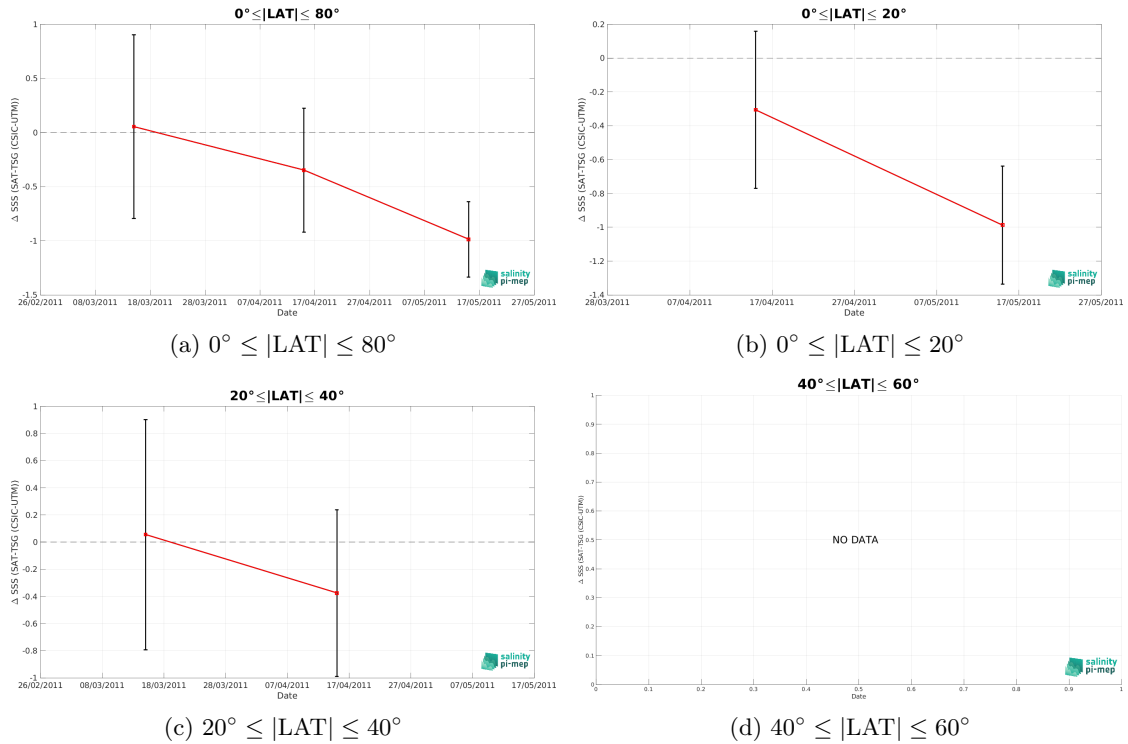 0°≤|LAT|≤ 80°
1
0.5
0
-0.5
-1
-1.5
Δ SSS (SAT-TSG (CSIC-UTM))
26/02/2011 08/03/2011 18/03/2011 28/03/2011 07/04/2011 17/04/2011 27/04/2011 07/05/2011 17/05/2011 27/05/2011
Date
salinity
pi-mep
(a) 0° ≤ |LAT| ≤ 80°
0°≤|LAT|≤ 20°
0.2
0
-0.2
-0.4
-0.6
-0.8
-1
-1.2
-1.4
Δ SSS (SAT-TSG (CSIC-UTM))
28/03/2011 07/04/2011 17/04/2011 27/04/2011 07/05/2011 17/05/2011 27/05/2011
Date
salinity
pi-mep
(b) 0° ≤ |LAT| ≤ 20°
20°≤|LAT|≤ 40°
1
0.8
0.6
0.4
0.2
0
-0.2
-0.4
-0.6
-0.8
-1
Δ SSS (SAT-TSG (CSIC-UTM))
26/02/2011 08/03/2011 18/03/2011 28/03/2011 07/04/2011 17/04/2011 27/04/2011 07/05/2011 17/05/2011
Date
salinity
pi-mep
(c) 20° ≤ |LAT| ≤ 40°
40°≤|LAT|≤ 60°
1
0.9
0.8
0.7
0.6
0.5
0.4
0.3
0.2
0.1
0
Δ SSS (SAT-TSG (CSIC-UTM))
NO DATA
0 0.1 0.2 0.3 0.4 0.5 0.6 0.7 0.8 0.9 1
Date
salinity
pi-mep
(d) 40° ≤ |LAT| ≤ 60°